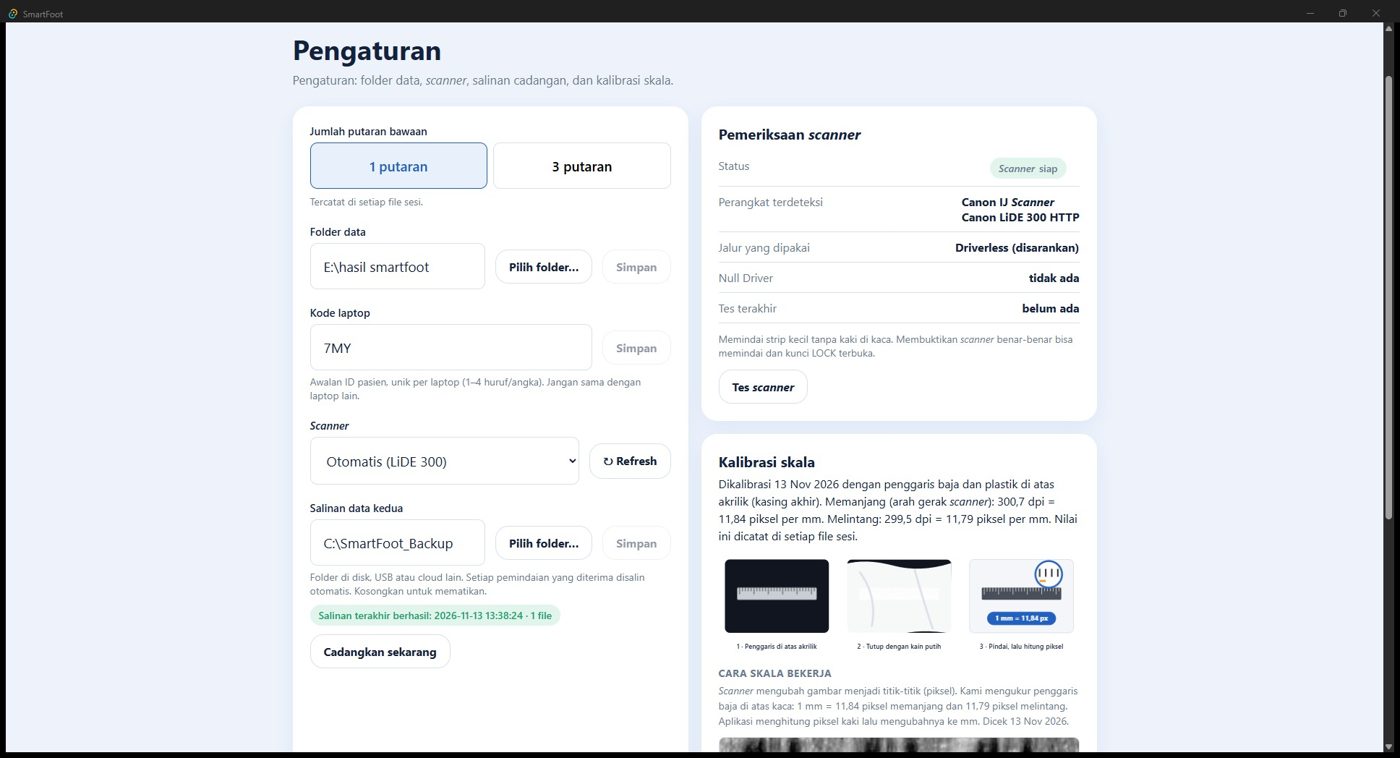 SmartFoot
Pengaturan
Pengaturan: folder data, scanner, salinan cadangan, dan kalibrasi skala.
Jumlah putaran bawaan
1 putaran
3 putaran
Tercatat di setiap file sesi.
Folder data
E:\hasil smartfoot
Pilih folder...
Simpan
Kode laptop
7MY
Simpan
Awalan ID pasien, unik per laptop (1–4 huruf/angka). Jangan sama dengan
laptop lain.
Scanner
Otomatis (LiDE 300)
↻ Refresh
Salinan data kedua
C:\SmartFoot_Backup
Pilih folder...
Simpan
Folder di disk, USB atau cloud lain. Setiap pemindaian yang diterima disalin
otomatis. Kosongkan untuk mematikan.
Salinan terakhir berhasil: 2026-11-13 13:38:24 · 1 file
Cadangkan sekarang
Pemeriksaan scanner
Status
Scanner siap
Perangkat terdeteksi
Canon IJ Scanner
Canon LiDE 300 HTTP
Jalur yang dipakai
Driverless (disarankan)
Null Driver
tidak ada
Tes terakhir
belum ada
Memindai strip kecil tanpa kaki di kaca. Membuktikan scanner benar-benar bisa
memindai dan kunci LOCK terbuka.
Tes scanner
Kalibrasi skala
Dikalibrasi 13 Nov 2026 dengan penggaris baja dan plastik di atas
akrilik (kasing akhir). Memanjang (arah gerak scanner): 300,7 dpi =
11,84 piksel per mm. Melintang: 299,5 dpi = 11,79 piksel per mm. Nilai
ini dicatat di setiap file sesi.
1 mm = 11,84 px
1 · Penggaris di atas akrilik
2 · Tutup dengan kain putih
3 · Pindai, lalu hitung piksel
CARA SKALA BEKERJA
Scanner mengubah gambar menjadi titik-titik (piksel). Kami mengukur penggaris
baja di atas kaca: 1 mm = 11,84 piksel memanjang dan 11,79 piksel melintang.
Aplikasi menghitung piksel kaki lalu mengubahnya ke mm. Dicek 13 Nov 2026.